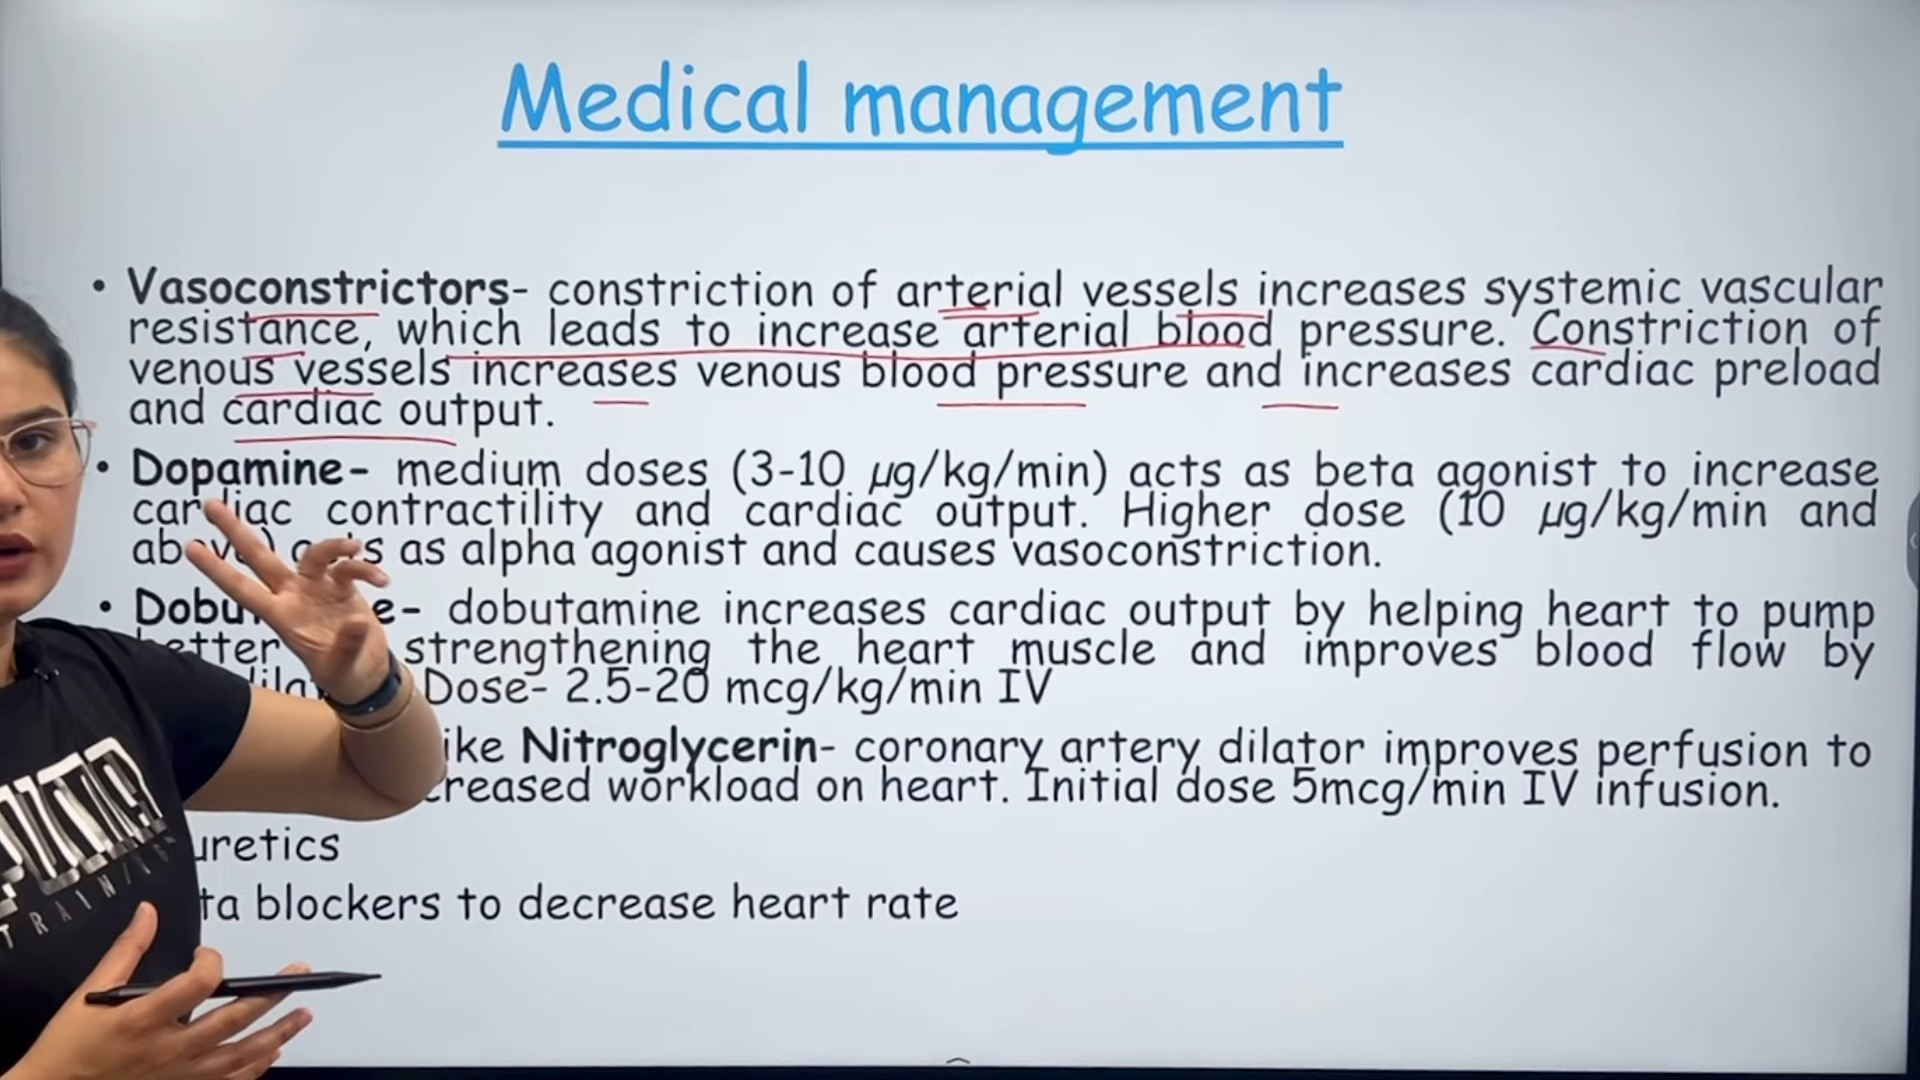 Medical management
• Vasoconstrictors- constriction of arterial vessels increases systemic vascular
resistance, which leads to increase arterial blood pressure. Constriction of
venous vessels increases venous blood pressure and increases cardiac preload
and cardiac output.
• Dopamine- medium doses (3-10 µg/kg/min) acts as beta agonist to increase
cardiac contractility and cardiac output. Higher dose (10 µg/kg/min and
above) acts as alpha agonist and causes vasoconstriction.
• dobutamine increases cardiac output by helping heart to pump
strengthening the heart muscle and improves blood flow by
Dose- 2.5-20 mcg/kg/min IV
Nitroglycerin- coronary artery dilator improves perfusion to
workload on heart. Initial dose 5mcg/min IV infusion.
blockers to decrease heart rate
TRAINING